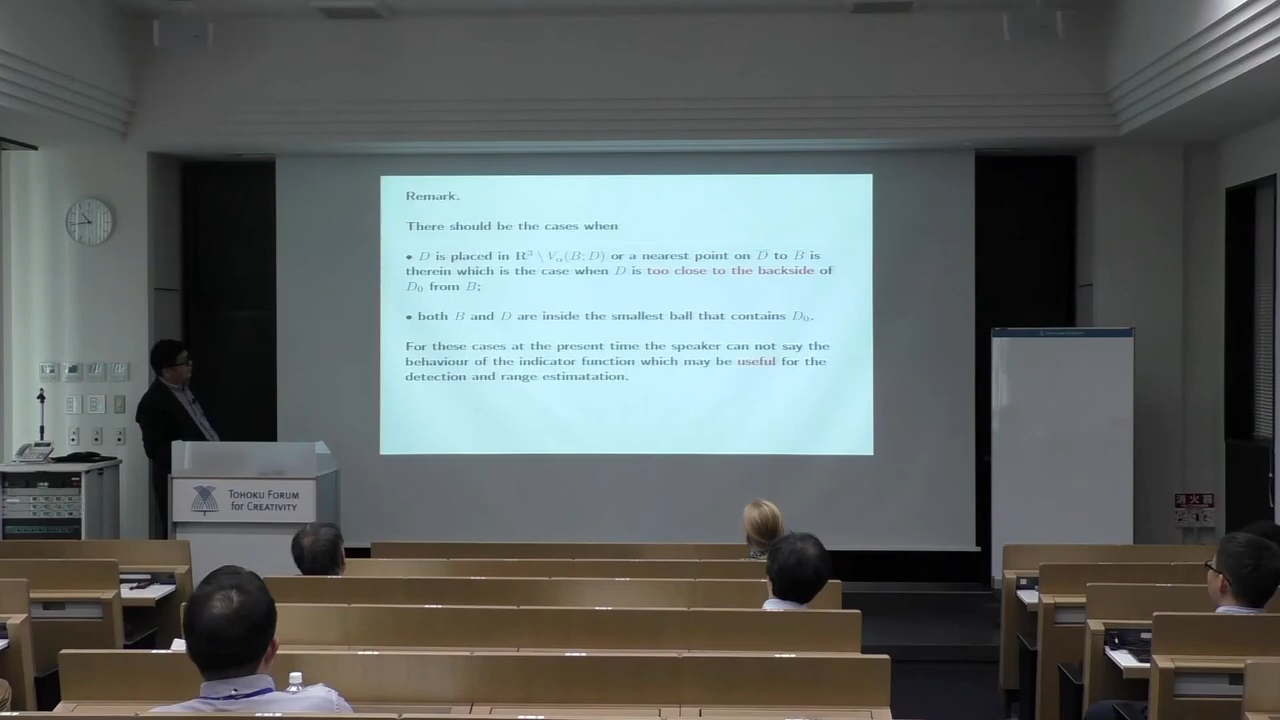 Remark.
There should be the cases when
• D is placed in R³ \ V_α(B; D) or a nearest point on D̅ to B̅ is
therein which is the case when D is too close to the backside of
D₀ from B;
• both B and D are inside the smallest ball that contains D₀.
For these cases at the present time the speaker can not say the
behaviour of the indicator function which may be useful for the
detection and range estimatation.
TOHOKU FORUM
for CREATIVITY
消火器